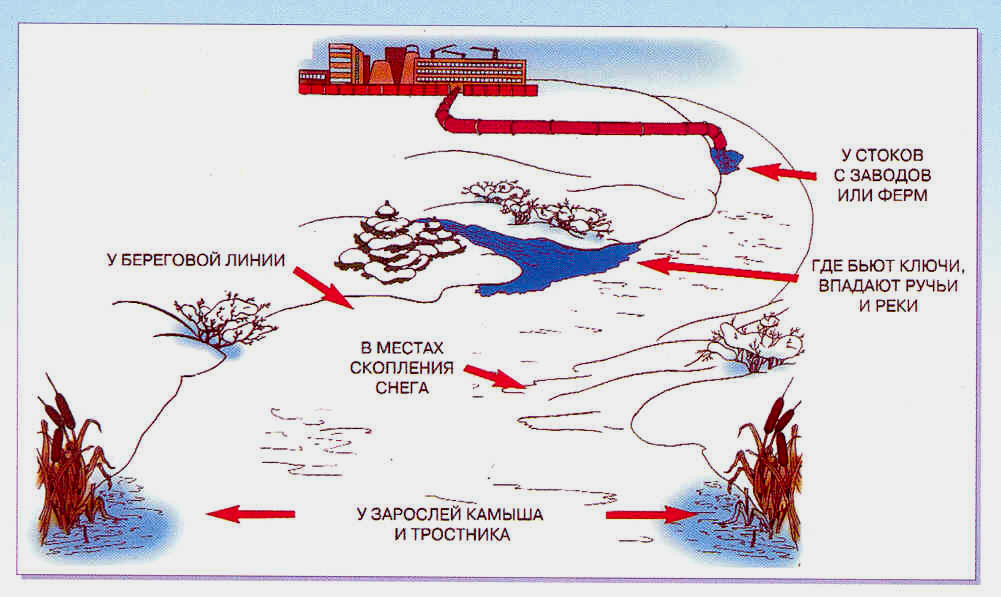 У СТОКОВ
С ЗАВОДОВ
ИЛИ ФЕРМ
У БЕРЕГОВОЙ ЛИНИИ
ГДЕ БЬЮТ КЛЮЧИ,
ВПАДАЮТ РУЧЬИ
И РЕКИ
В МЕСТАХ
СКОПЛЕНИЯ
СНЕГА
У ЗАРОСЛЕЙ КАМЫША
И ТРОСТНИКА